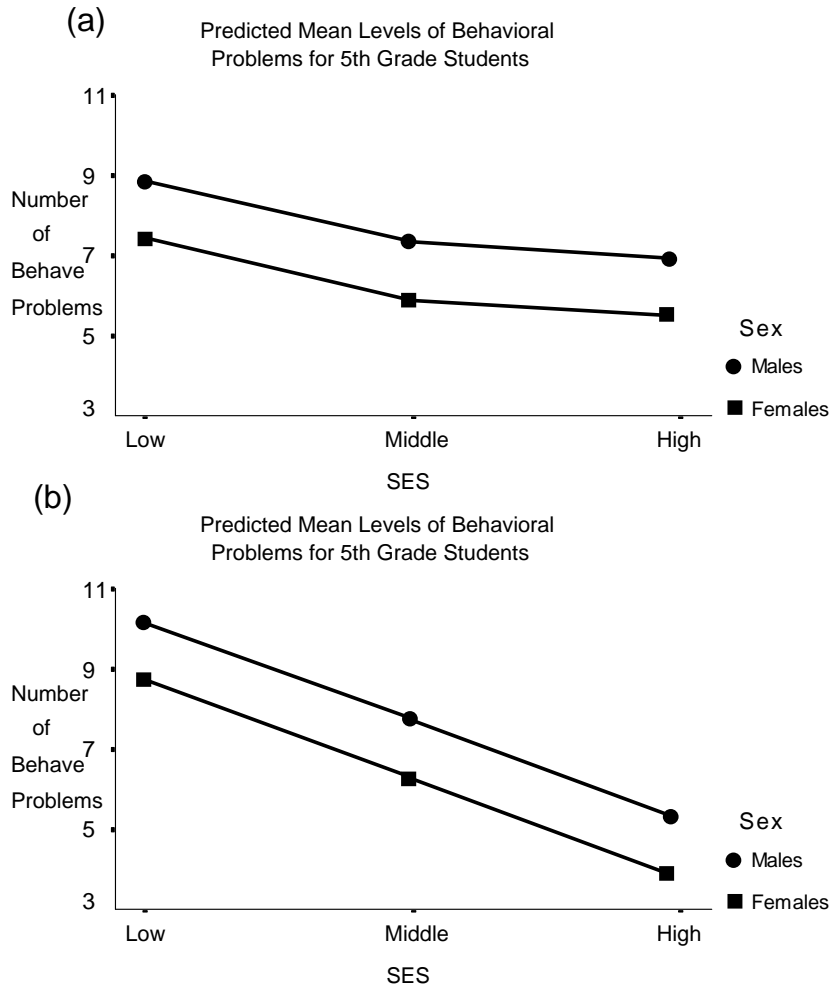 (a)
Predicted Mean Levels of Behavioral
Problems for 5th Grade Students
11
9
Number
of
7
Behave
Problems
5
3
Low Middle High
SES
Sex
Males
Females
(b)
Predicted Mean Levels of Behavioral
Problems for 5th Grade Students
11
9
Number
of
7
Behave
Problems
5
3
Low Middle High
SES
Sex
Males
Females